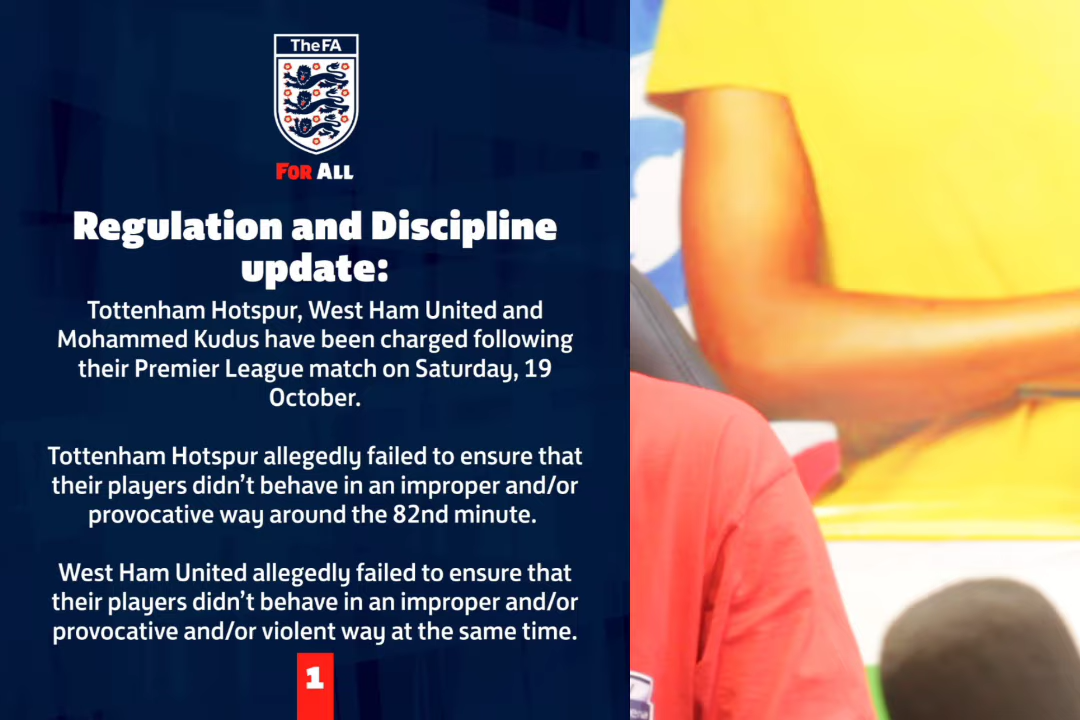 The FA
FOR ALL
Regulation and Discipline
update:
Tottenham Hotspur, West Ham United and
Mohammed Kudus have been charged following
their Premier League match on Saturday, 19
October.
Tottenham Hotspur allegedly failed to ensure that
their players didn’t behave in an improper and/or
provocative way around the 82nd minute.
West Ham United allegedly failed to ensure that
their players didn’t behave in an improper and/or
provocative and/or violent way at the same time.
1